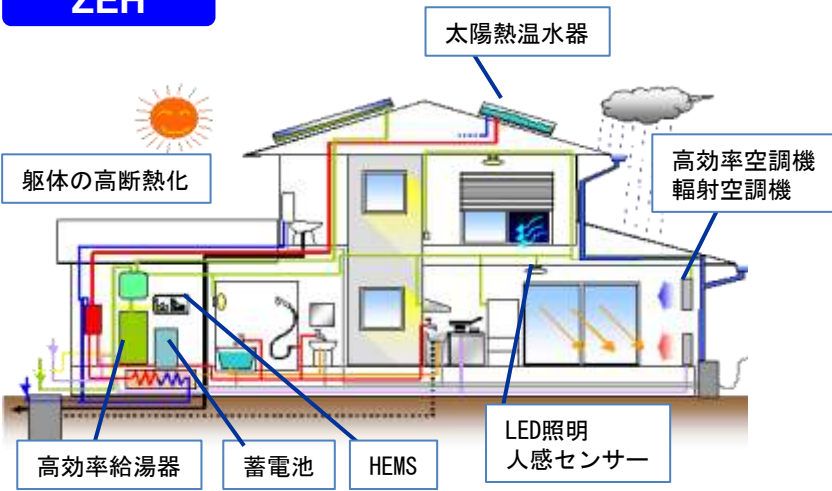 ZEH
太陽熱温水器
高効率空調機
輻射空調機
躯体の高断熱化
LED照明
人感センサー
高効率給湯器
蓄電池
HEMS